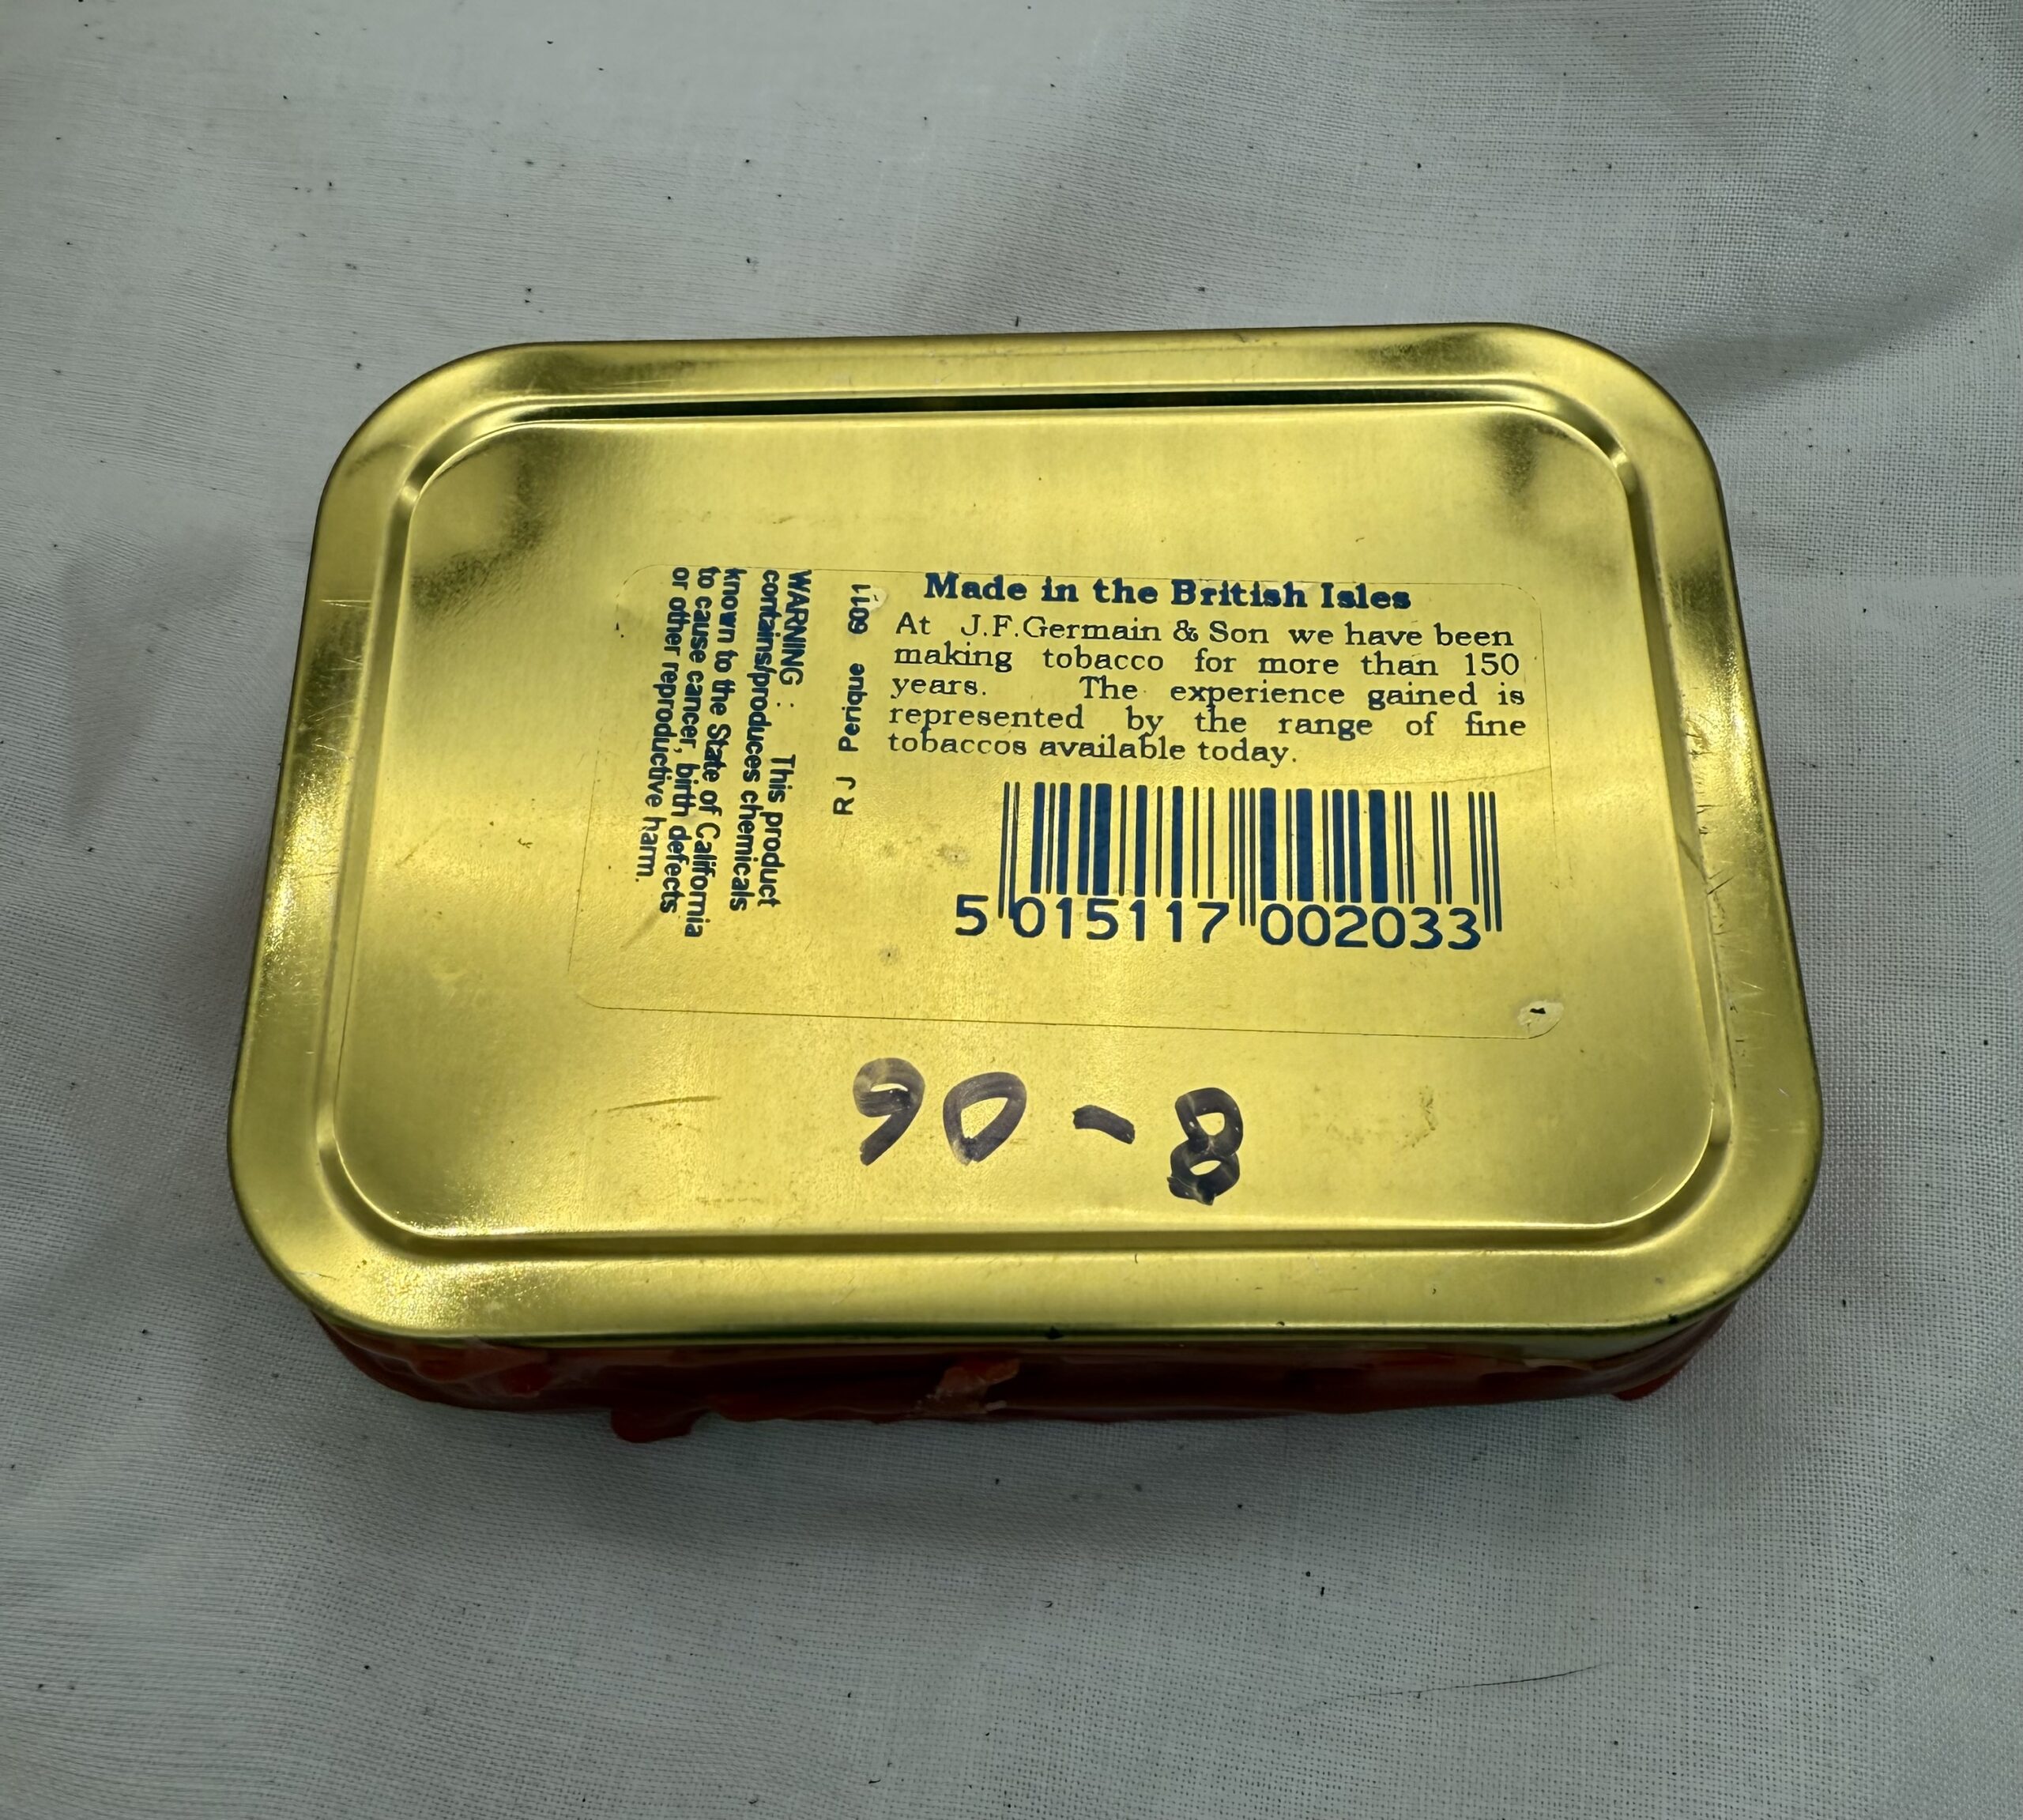 Made in the British Isles
At J.F.Germain & Son we have been
making tobacco for more than 150
years. The experience gained is
represented by the range of fine
tobaccos available today.
5 015117 002033
R J Perique 6011
WARNING : This product
contains/produces chemicals
known to the State of California
to cause cancer, birth defects
or other reproductive harm.
8-06